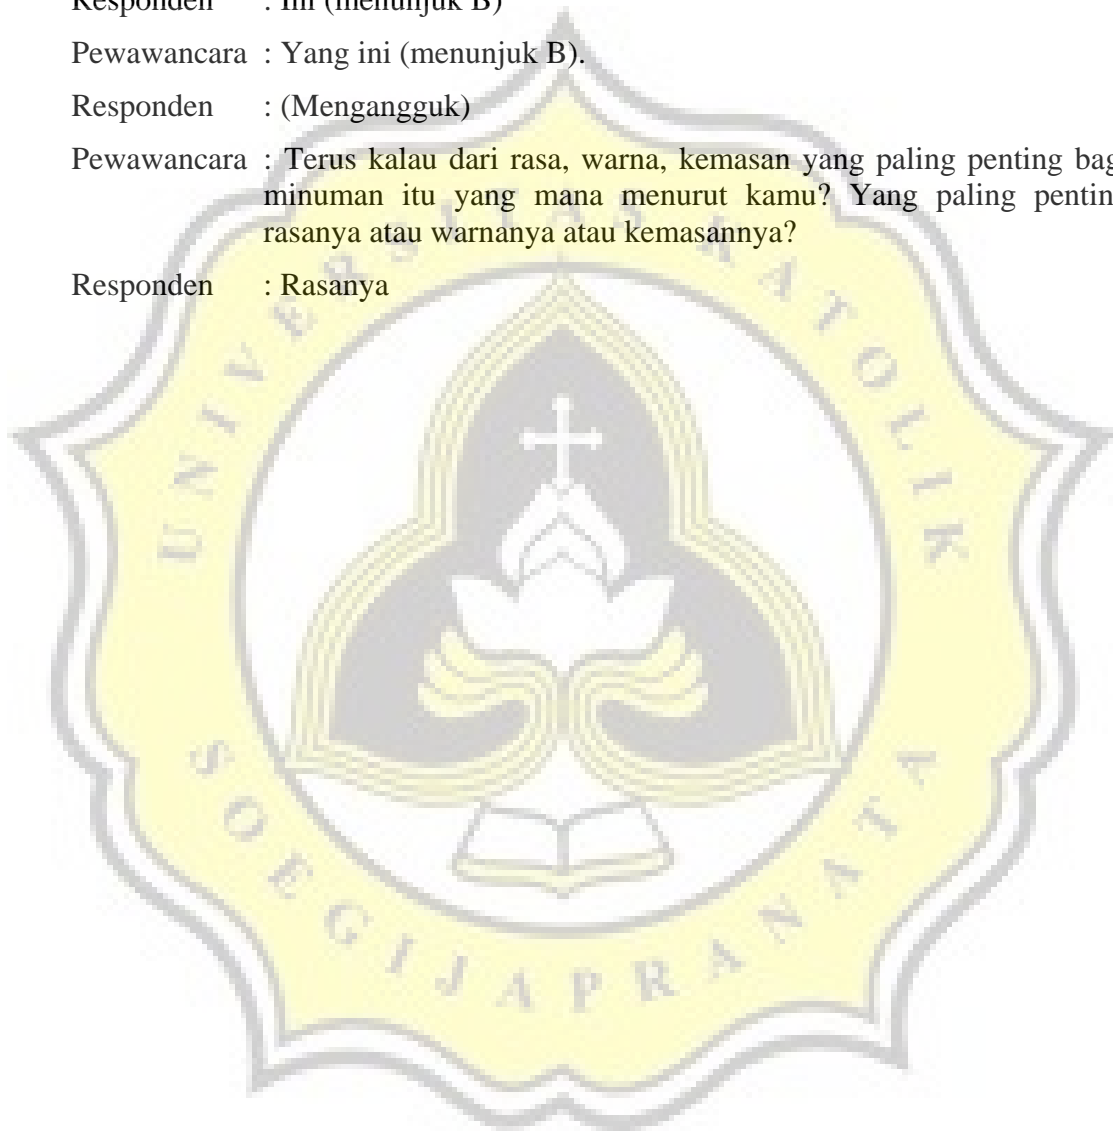 Responden : Ini (menunjuk B)
Pewawancara : Yang ini (menunjuk B).
Responden : (Mengangguk)
Pewawancara : Terus kalau dari rasa, warna, kemasan yang paling penting bag
minuman itu yang mana menurut kamu? Yang paling pentin
rasanya atau warnanya atau kemasannya?
Responden : Rasanya
UNIVERSITAS KATOLIK
SOEGIJAPRANATA